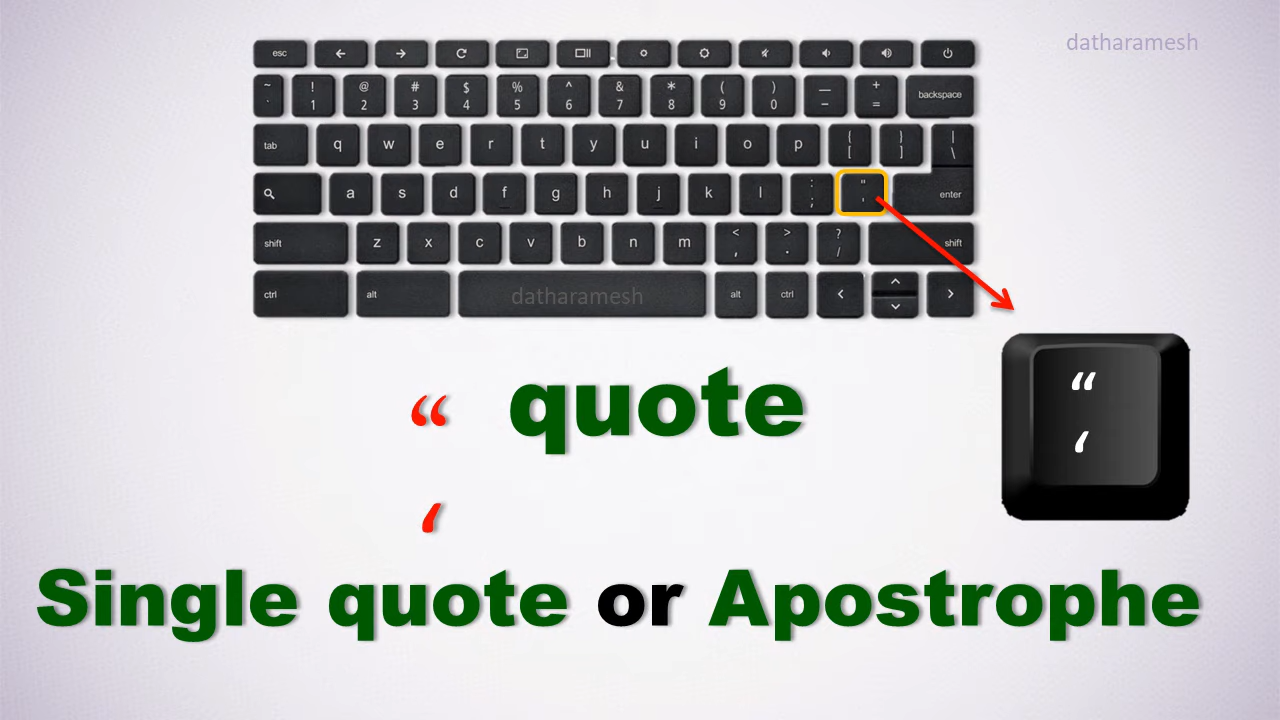 datharamesh
esc
~ ! @ # $ % ^ & * ( ) — +
` 1 2 3 4 5 6 7 8 9 0 - = backspace
{ } |
tab q w e r t y u i o p [ ] \
: "
a s d f g h j k l ; ' enter
< > ?
shift z x c v b n m , . / shift
ctrl alt datharamesh alt ctrl
“
‘
“ quote
‘
Single quote or Apostrophe